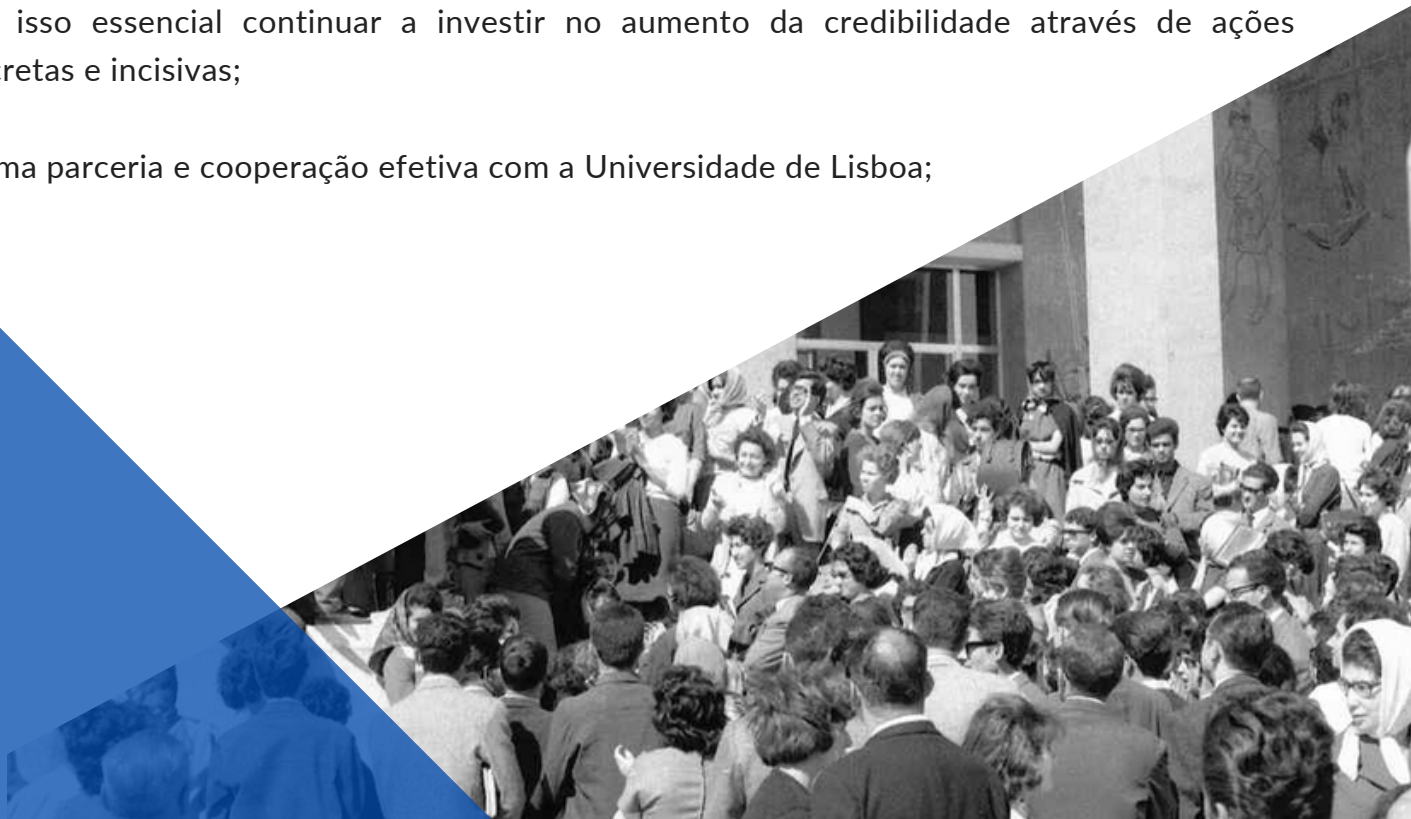 isso essencial continuar a investir no aumento da credibilidade através de ações
cretas e incisivas;
ma parceria e cooperação efetiva com a Universidade de Lisboa;